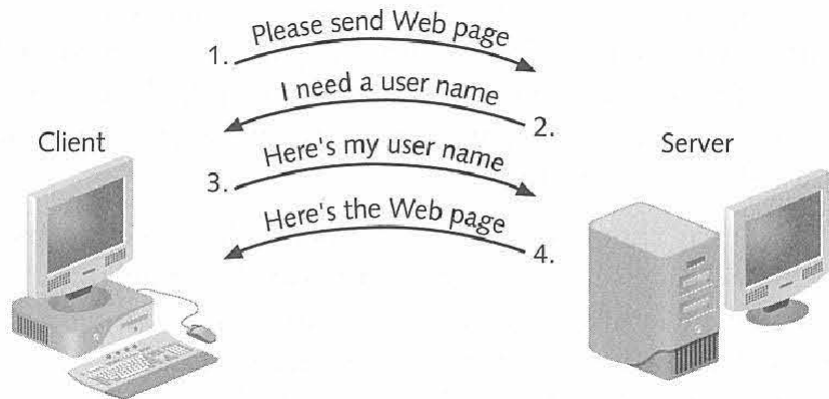 1. Please send Web page
I need a user name 2.
Client
3. Here's my user name
Server
Here's the Web page 4.